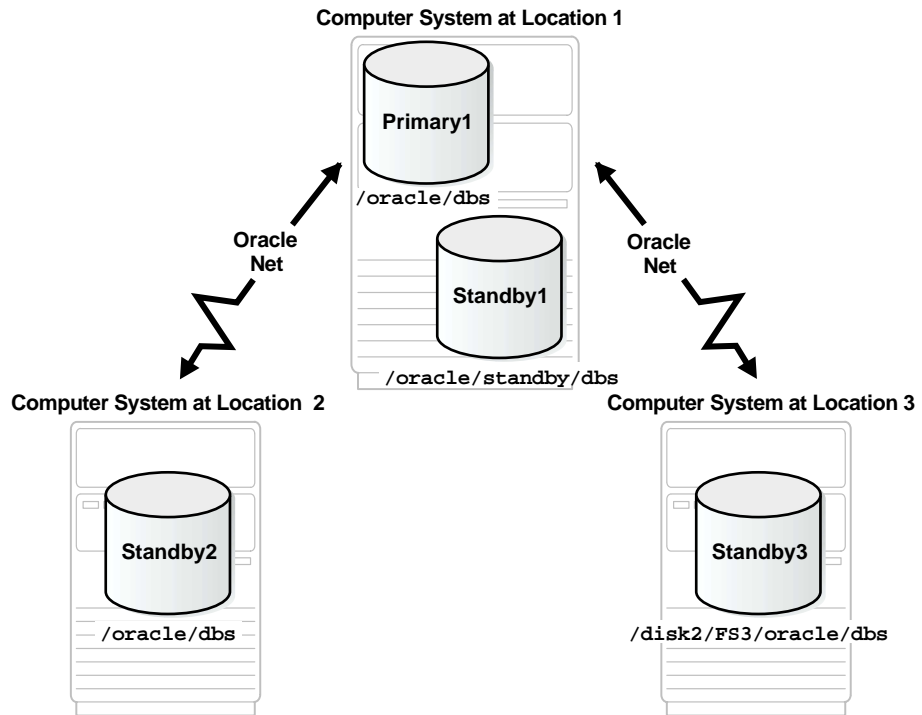 Computer System at Location 1
Primary1
/oracle/dbs
Oracle
Net
Oracle
Net
Standby1
/oracle/standby/dbs
Computer System at Location 2
Computer System at Location 3
Standby2
Standby3
/oracle/dbs
/disk2/FS3/oracle/dbs